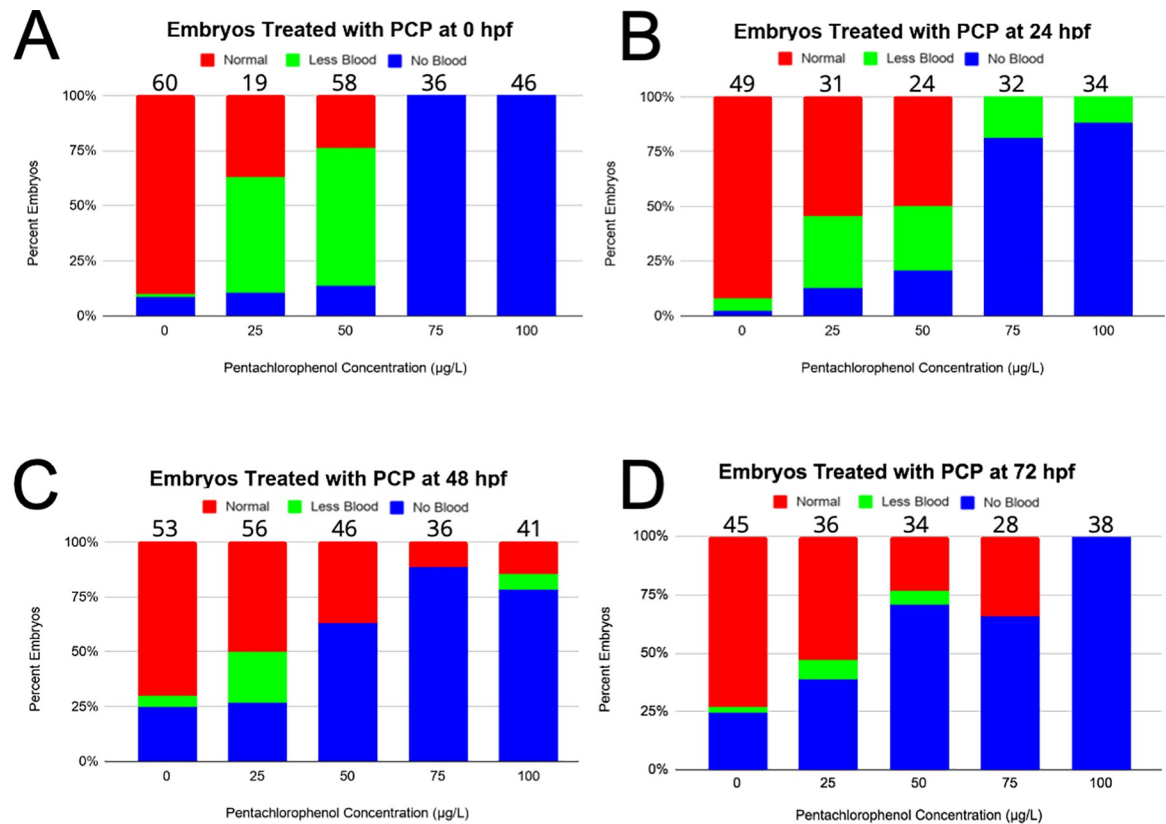 A
Embryos Treated with PCP at 0 hpf
Normal Less Blood No Blood
60 19 58 36 46
100%
75%
50%
25%
0%
Percent Embryos
0 25 50 75 100
Pentachlorophenol Concentration (µg/L)
B
Embryos Treated with PCP at 24 hpf
Normal Less Blood No Blood
49 31 24 32 34
100%
75%
50%
25%
0%
Percent Embryos
0 25 50 75 100
Pentachlorophenol Concentration (µg/L)
C
Embryos Treated with PCP at 48 hpf
Normal Less Blood No Blood
53 56 46 36 41
100%
75%
50%
25%
0%
Percent Embryos
0 25 50 75 100
Pentachlorophenol Concentration (µg/L)
D
Embryos Treated with PCP at 72 hpf
Normal Less Blood No Blood
45 36 34 28 38
100%
75%
50%
25%
0%
Percent Embryos
0 25 50 75 100
Pentachlorophenol Concentration (µg/L)